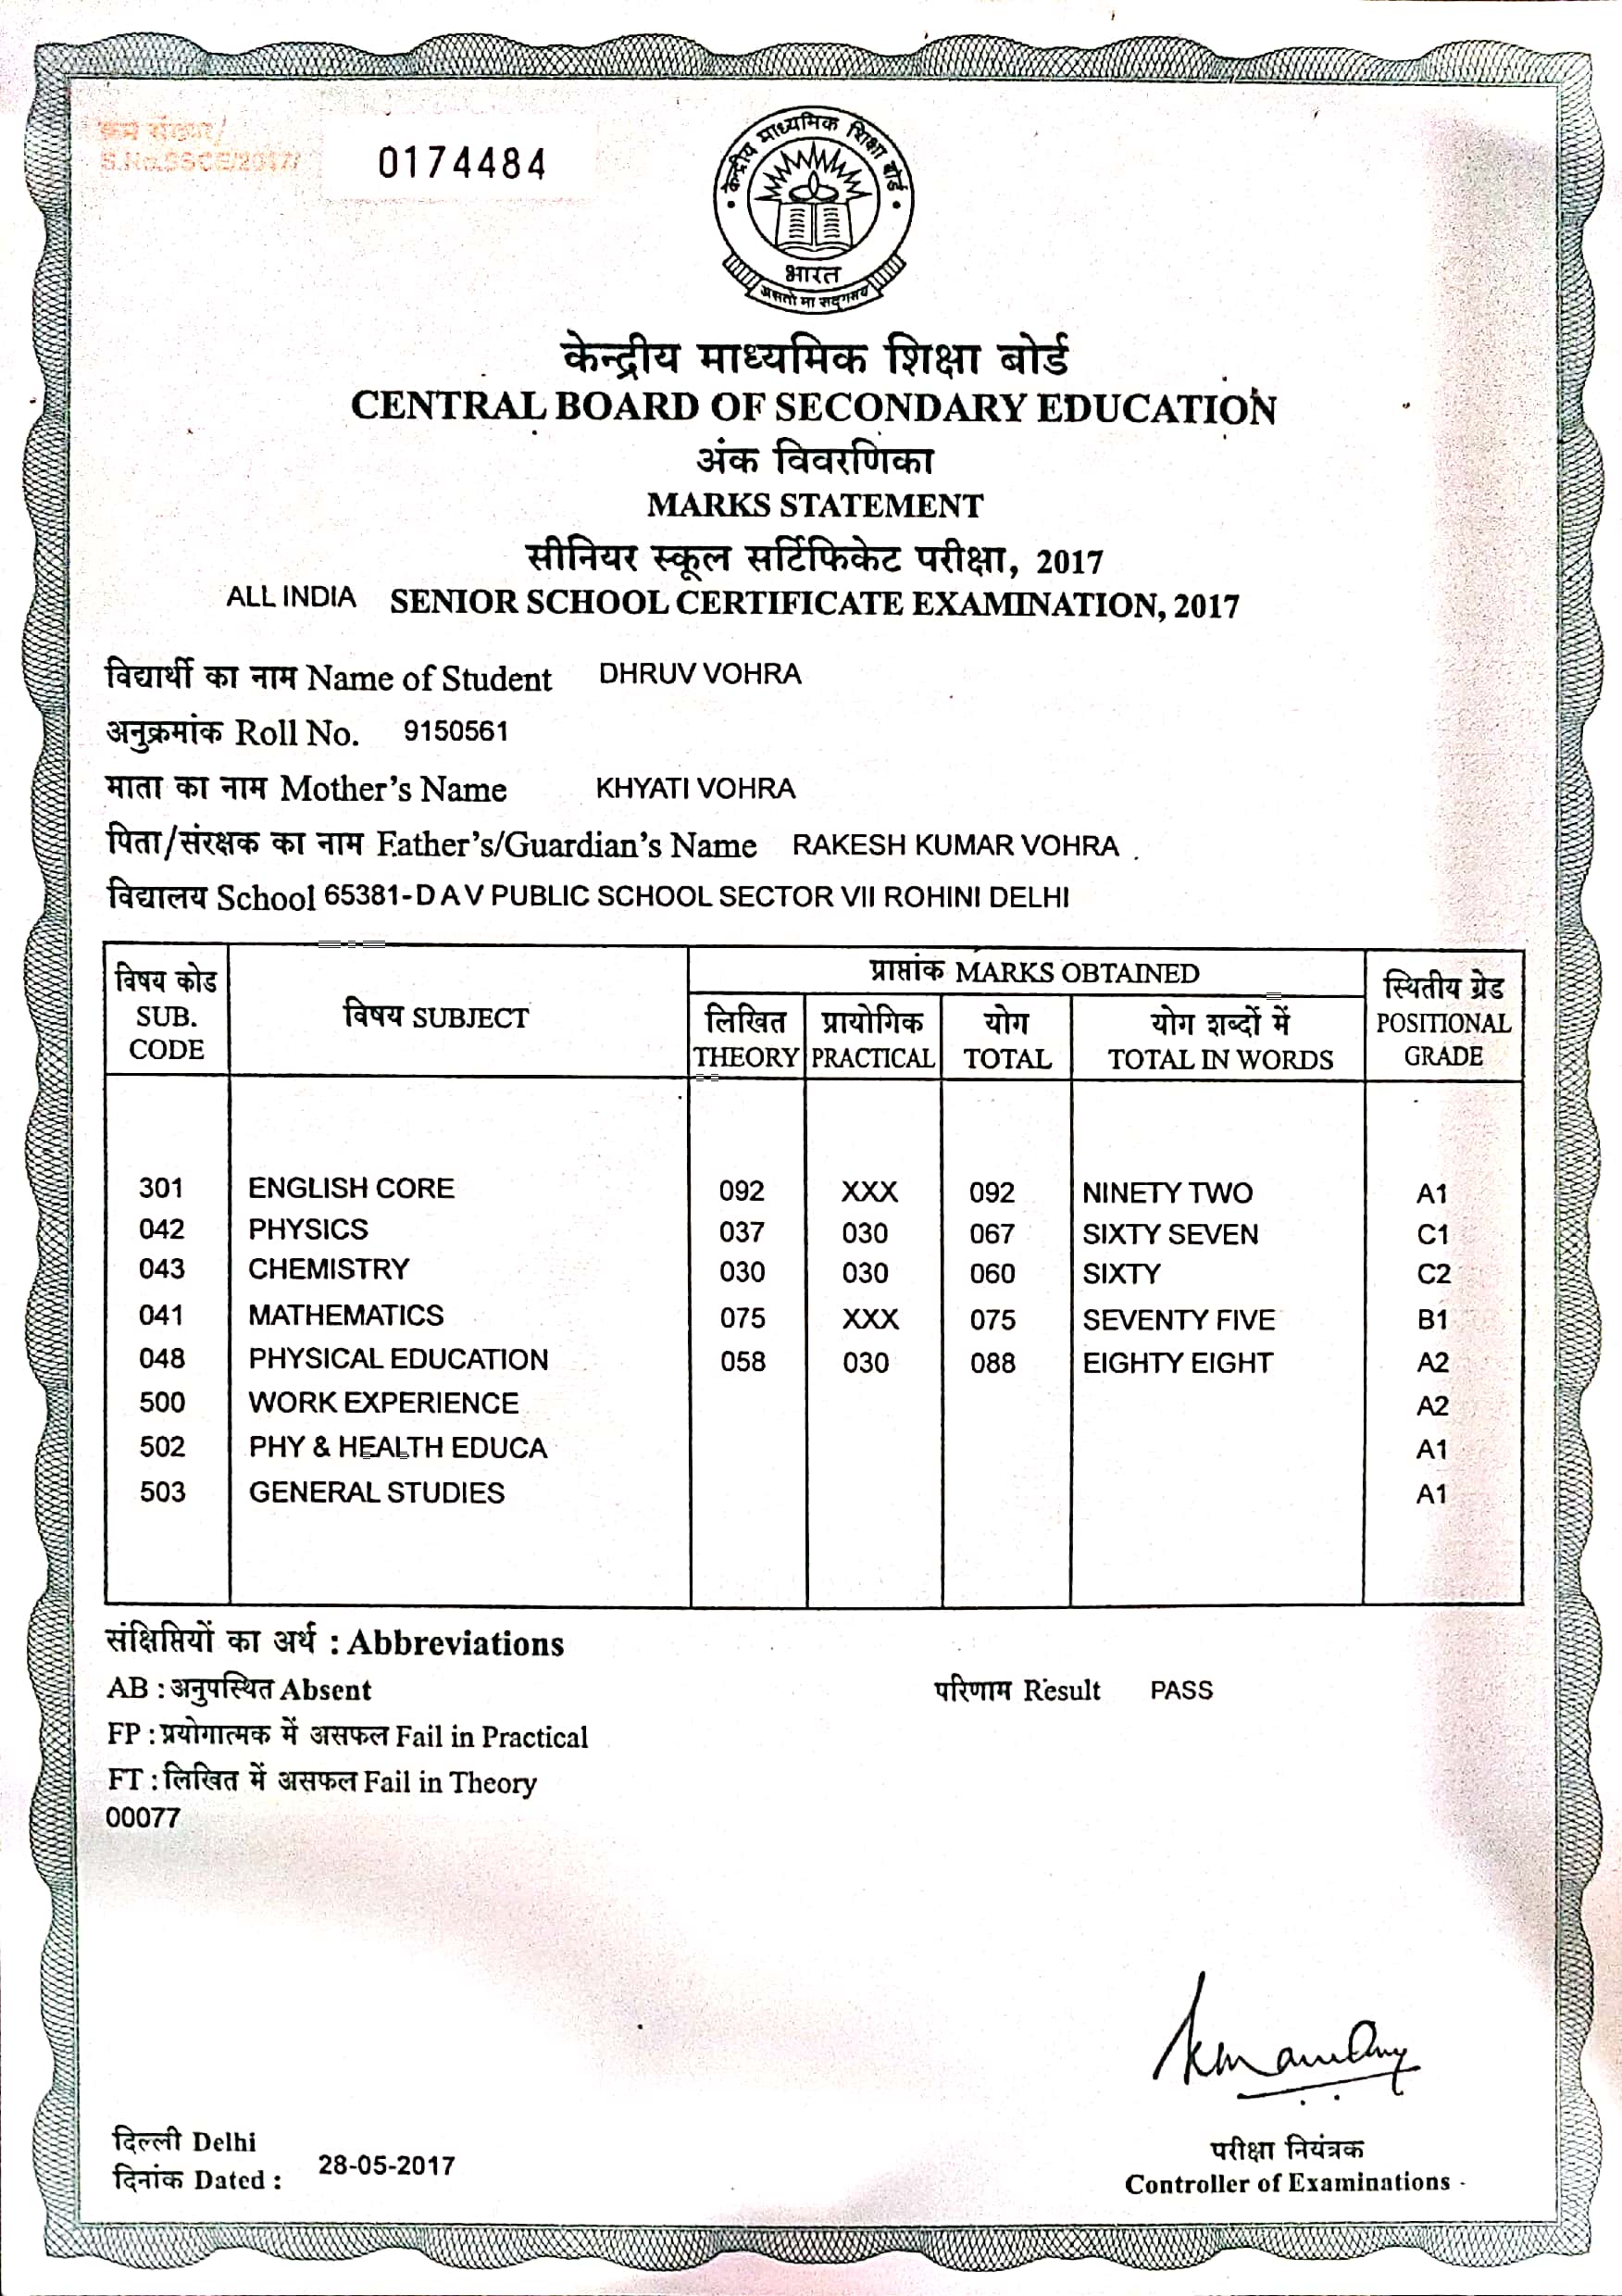 क्रम संख्या/
S.No.SSCE/2017/ 0174484
केन्द्रीय माध्यमिक शिक्षा बोर्ड
भारत
असतो मा सद्गमय
केन्द्रीय माध्यमिक शिक्षा बोर्ड
CENTRAL BOARD OF SECONDARY EDUCATION
अंक विवरणिका
MARKS STATEMENT
सीनियर स्कूल सर्टिफिकेट परीक्षा, 2017
ALL INDIA SENIOR SCHOOL CERTIFICATE EXAMINATION, 2017
विद्यार्थी का नाम Name of Student DHRUV VOHRA
अनुक्रमांक Roll No. 9150561
माता का नाम Mother's Name KHYATI VOHRA
पिता/संरक्षक का नाम Father's/Guardian's Name RAKESH KUMAR VOHRA
विद्यालय School 65381-D A V PUBLIC SCHOOL SECTOR VII ROHINI DELHI
विषय कोड SUB. CODE विषय SUBJECT प्राप्तांक MARKS OBTAINED स्थितीय ग्रेड POSITIONAL GRADE
लिखित THEORY प्रायोगिक PRACTICAL योग TOTAL योग शब्दों में TOTAL IN WORDS
301 ENGLISH CORE 092 XXX 092 NINETY TWO A1
042 PHYSICS 037 030 067 SIXTY SEVEN C1
043 CHEMISTRY 030 030 060 SIXTY C2
041 MATHEMATICS 075 XXX 075 SEVENTY FIVE B1
048 PHYSICAL EDUCATION 058 030 088 EIGHTY EIGHT A2
500 WORK EXPERIENCE A2
502 PHY & HEALTH EDUCA A1
503 GENERAL STUDIES A1
संक्षिप्तियों का अर्थ : Abbreviations
AB : अनुपस्थित Absent परिणाम Result PASS
FP : प्रयोगात्मक में असफल Fail in Practical
FT : लिखित में असफल Fail in Theory
00077
दिल्ली Delhi
दिनांक Dated : 28-05-2017
परीक्षा नियंत्रक
Controller of Examinations